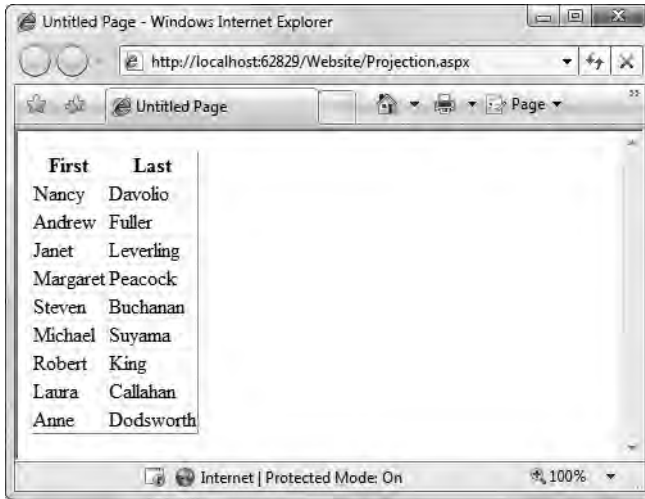 Untitled Page - Windows Internet Explorer
http://localhost:62829/Website/Projection.aspx
Untitled Page
Page
First Last
Nancy Davolio
Andrew Fuller
Janet Leverling
Margaret Peacock
Steven Buchanan
Michael Suyama
Robert King
Laura Callahan
Anne Dodsworth
Internet | Protected Mode: On 100%